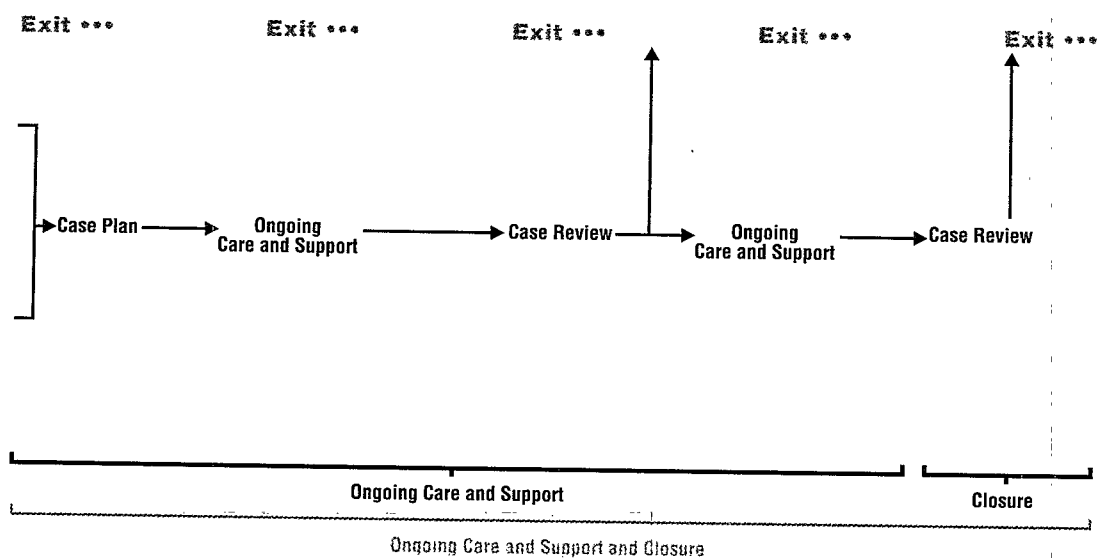 Exit ••• Exit ••• Exit ••• Exit ••• Exit •••
Case Plan
Ongoing
Care and Support
Case Review
Ongoing
Care and Support
Case Review
Ongoing Care and Support
Closure
Ongoing Care and Support and Closure